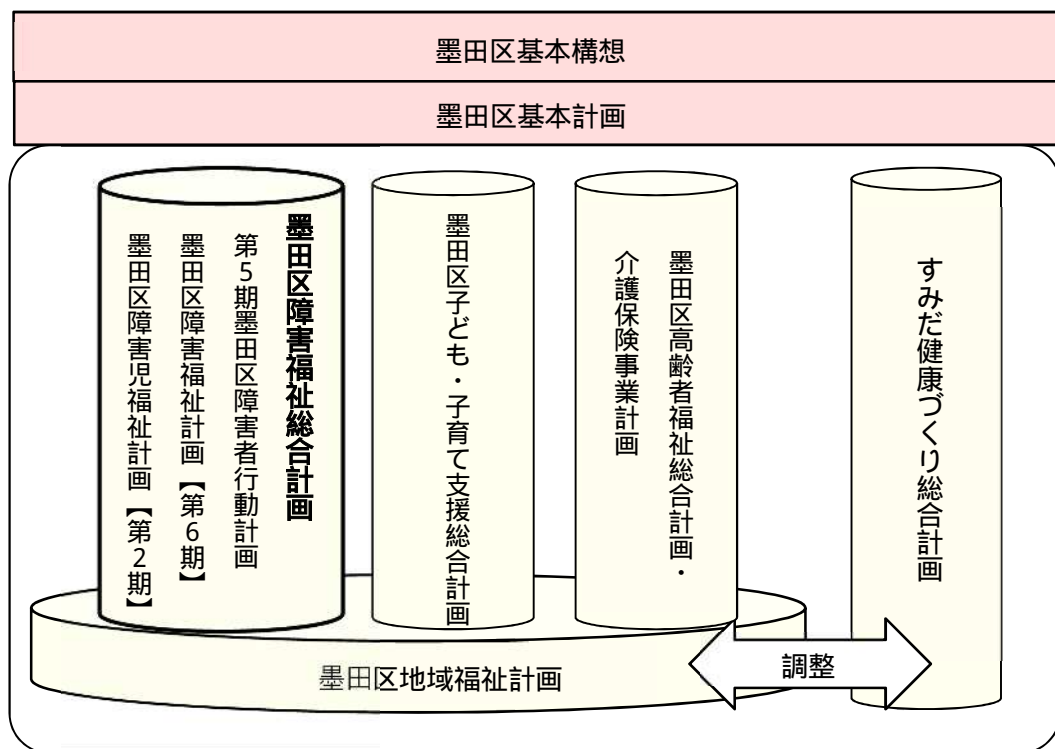 墨田区基本構想
墨田区基本計画
墨田区障害福祉総合計画
第5期墨田区障害者行動計画
墨田区障害福祉計画【第6期】
墨田区障害児福祉計画【第2期】
墨田区子ども・子育て支援総合計画
墨田区高齢者福祉総合計画・
介護保険事業計画
すみだ健康づくり総合計画
墨田区地域福祉計画
調整